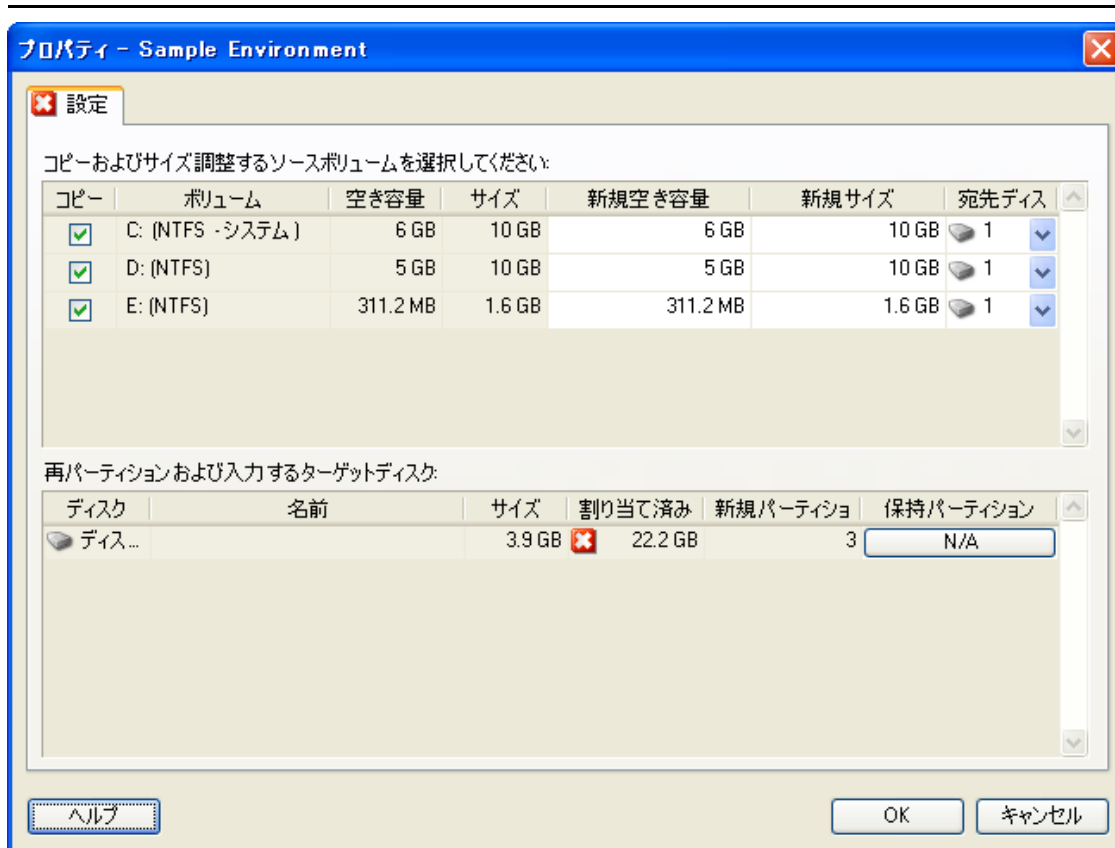 プロパティ - Sample Environment
設定
コピーおよびサイズ調整するソースボリュームを選択してください:
コピー ボリューム 空き容量 サイズ 新規空き容量 新規サイズ 宛先ディス
C: (NTFS - システム) 6 GB 10 GB 6 GB 10 GB 1
D: (NTFS) 5 GB 10 GB 5 GB 10 GB 1
E: (NTFS) 311.2 MB 1.6 GB 311.2 MB 1.6 GB 1
再パーティションおよび入力するターゲットディスク:
ディスク 名前 サイズ 割り当て済み 新規パーティショ 保持パーティション
ディス... 3.9 GB 22.2 GB 3 N/A
ヘルプ OK キャンセル